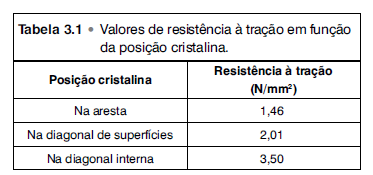 Tabela 3.1 • Valores de resistência à tração em função
da posição cristalina.
Posição cristalina
Resistência à tração
(N/mm²)
Na aresta
1,46
Na diagonal de superfícies
2,01
Na diagonal interna
3,50